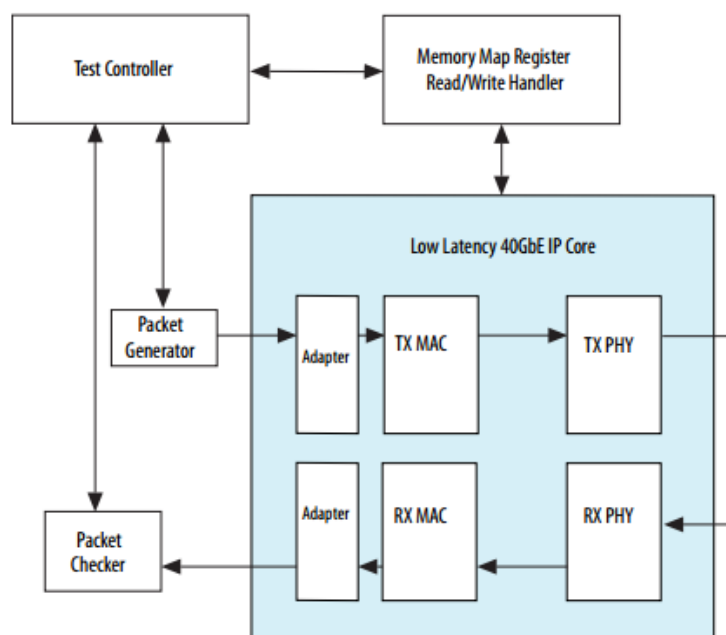 Test Controller
Memory Map Register
Read/Write Handler
Low Latency 40GbE IP Core
Packet
Generator
Adapter
TX MAC
TX PHY
Adapter
RX MAC
RX PHY
Packet
Checker